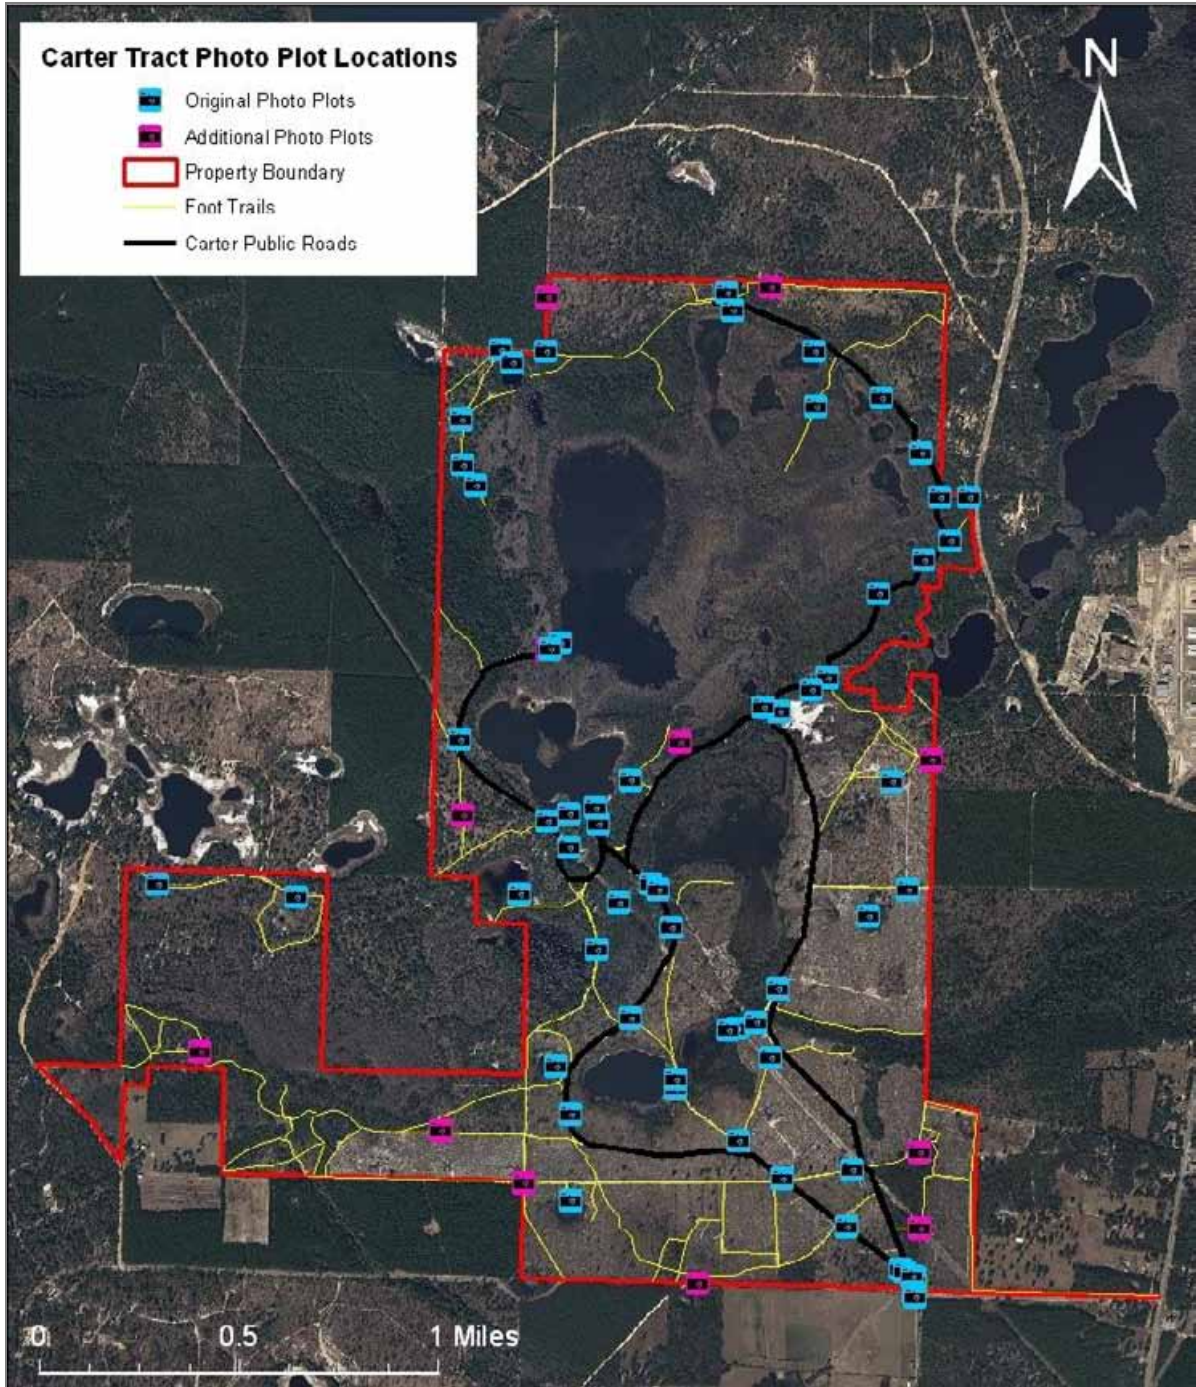 Carter Tract Photo Plot Locations
Original Photo Plots
Additional Photo Plots
Property Boundary
Foot Trails
Carter Public Roads
N
0 0.5 1 Miles